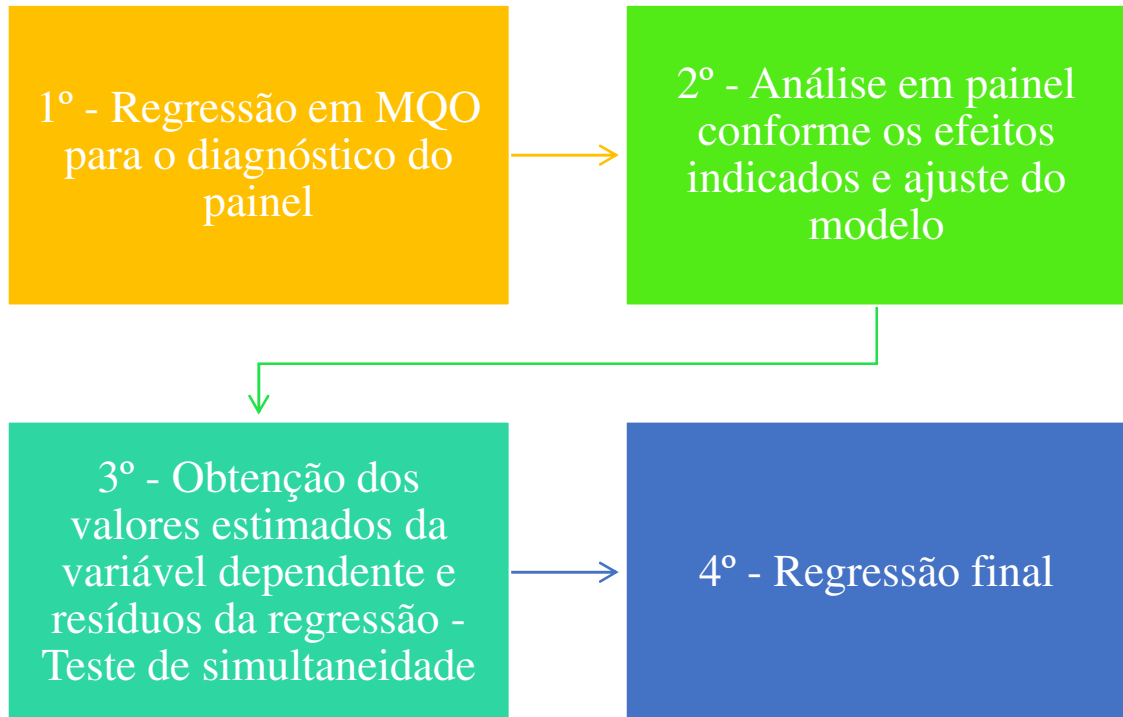 1º - Regressão em MQO
para o diagnóstico do
painel
2º - Análise em painel
conforme os efeitos
indicados e ajuste do
modelo
3º - Obtenção dos
valores estimados da
variável dependente e
resíduos da regressão -
Teste de simultaneidade
4º - Regressão final